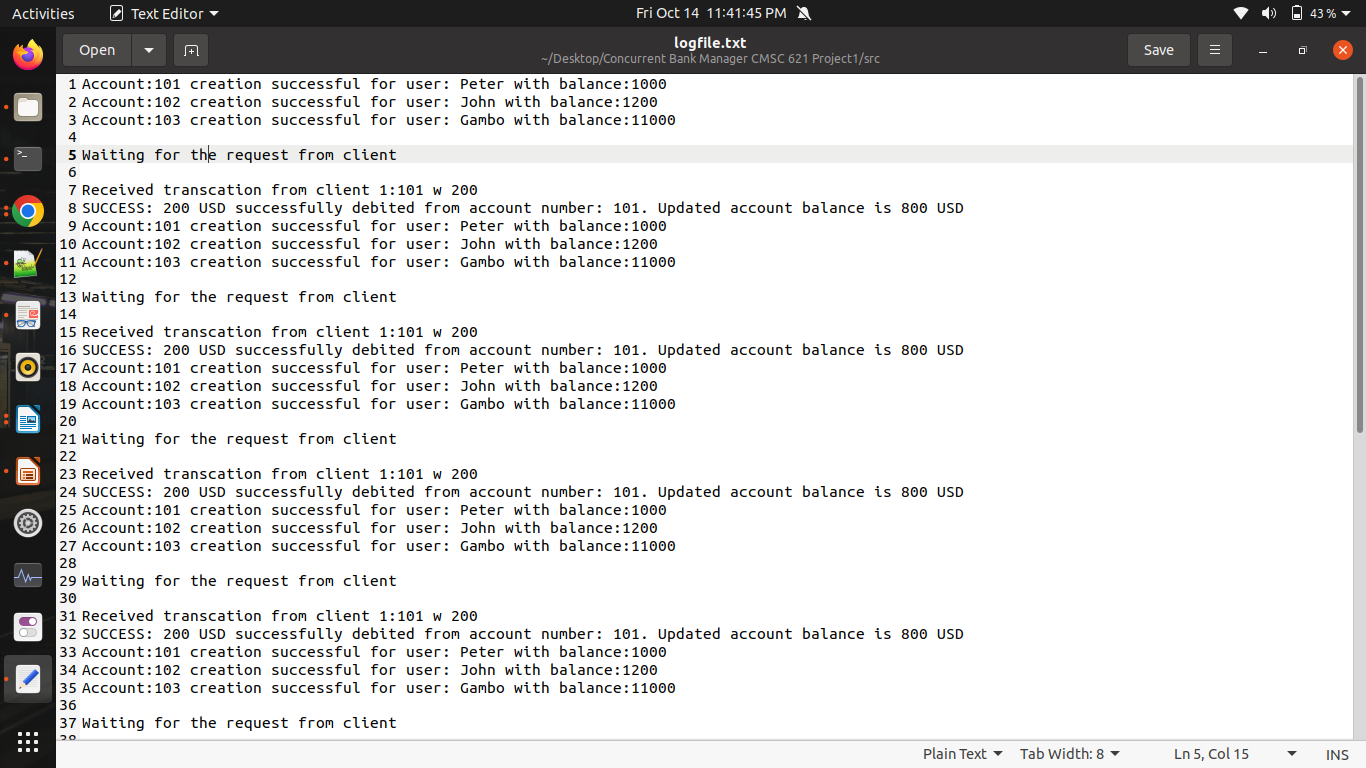 Activities
Text Editor
Fri Oct 14 11:41:45 PM
43 %
Open
logfile.txt
~/Desktop/Concurrent Bank Manager CMSC 621 Project1/src
Save
1 Account:101 creation successful for user: Peter with balance:1000
2 Account:102 creation successful for user: John with balance:1200
3 Account:103 creation successful for user: Gambo with balance:11000
4
5 Waiting for the request from client
6
7 Received transcation from client 1:101 w 200
8 SUCCESS: 200 USD successfully debited from account number: 101. Updated account balance is 800 USD
9 Account:101 creation successful for user: Peter with balance:1000
10 Account:102 creation successful for user: John with balance:1200
11 Account:103 creation successful for user: Gambo with balance:11000
12
13 Waiting for the request from client
14
15 Received transcation from client 1:101 w 200
16 SUCCESS: 200 USD successfully debited from account number: 101. Updated account balance is 800 USD
17 Account:101 creation successful for user: Peter with balance:1000
18 Account:102 creation successful for user: John with balance:1200
19 Account:103 creation successful for user: Gambo with balance:11000
20
21 Waiting for the request from client
22
23 Received transcation from client 1:101 w 200
24 SUCCESS: 200 USD successfully debited from account number: 101. Updated account balance is 800 USD
25 Account:101 creation successful for user: Peter with balance:1000
26 Account:102 creation successful for user: John with balance:1200
27 Account:103 creation successful for user: Gambo with balance:11000
28
29 Waiting for the request from client
30
31 Received transcation from client 1:101 w 200
32 SUCCESS: 200 USD successfully debited from account number: 101. Updated account balance is 800 USD
33 Account:101 creation successful for user: Peter with balance:1000
34 Account:102 creation successful for user: John with balance:1200
35 Account:103 creation successful for user: Gambo with balance:11000
36
37 Waiting for the request from client
38
Plain Text
Tab Width: 8
Ln 5, Col 15
INS